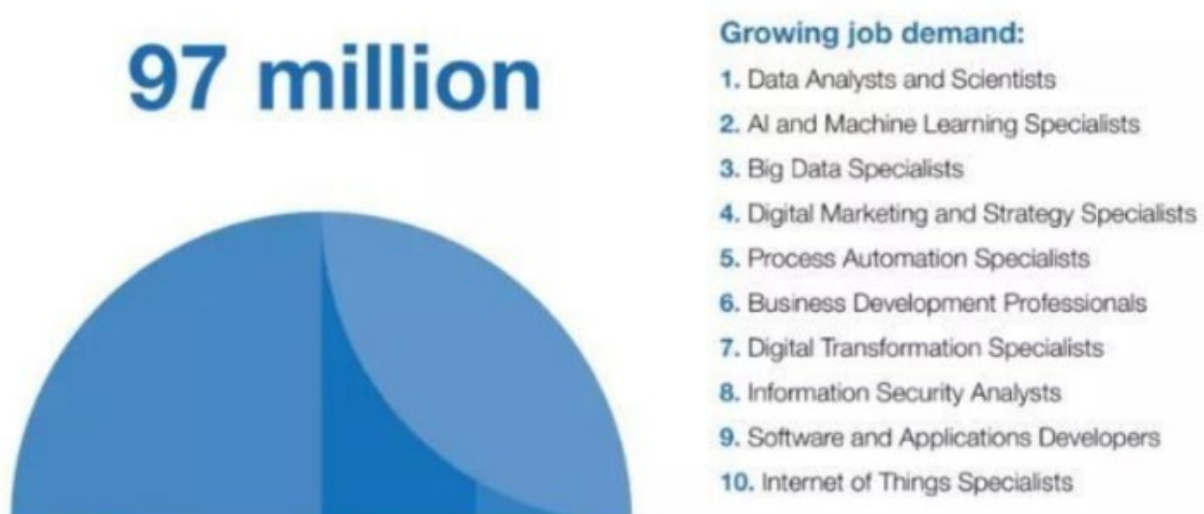 97 million
Growing job demand:
1. Data Analysts and Scientists
2. AI and Machine Learning Specialists
3. Big Data Specialists
4. Digital Marketing and Strategy Specialists
5. Process Automation Specialists
6. Business Development Professionals
7. Digital Transformation Specialists
8. Information Security Analysts
9. Software and Applications Developers
10. Internet of Things Specialists